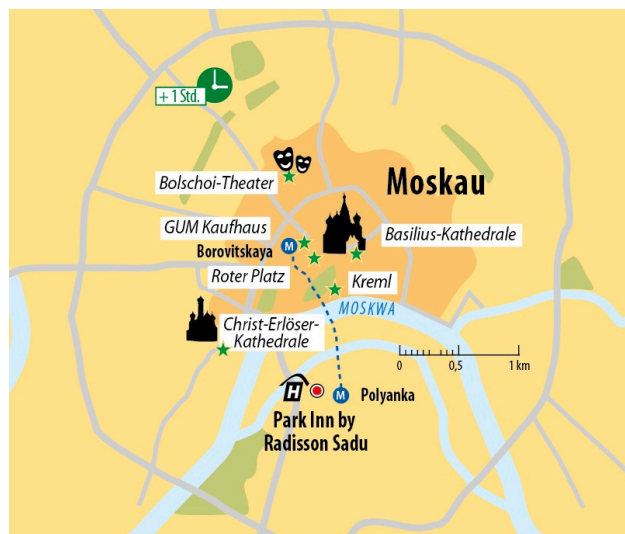 + 1 Std.
Bolschoi-Theater
Moskau
GUM Kaufhaus
Basilius-Kathedrale
Borovitskaya
M
Roter Platz
Kreml
MOSKWA
Christ-Erlöser-
Kathedrale
0
0,5
1 km
H
M
Polyanka
Park Inn by
Radisson Sadu